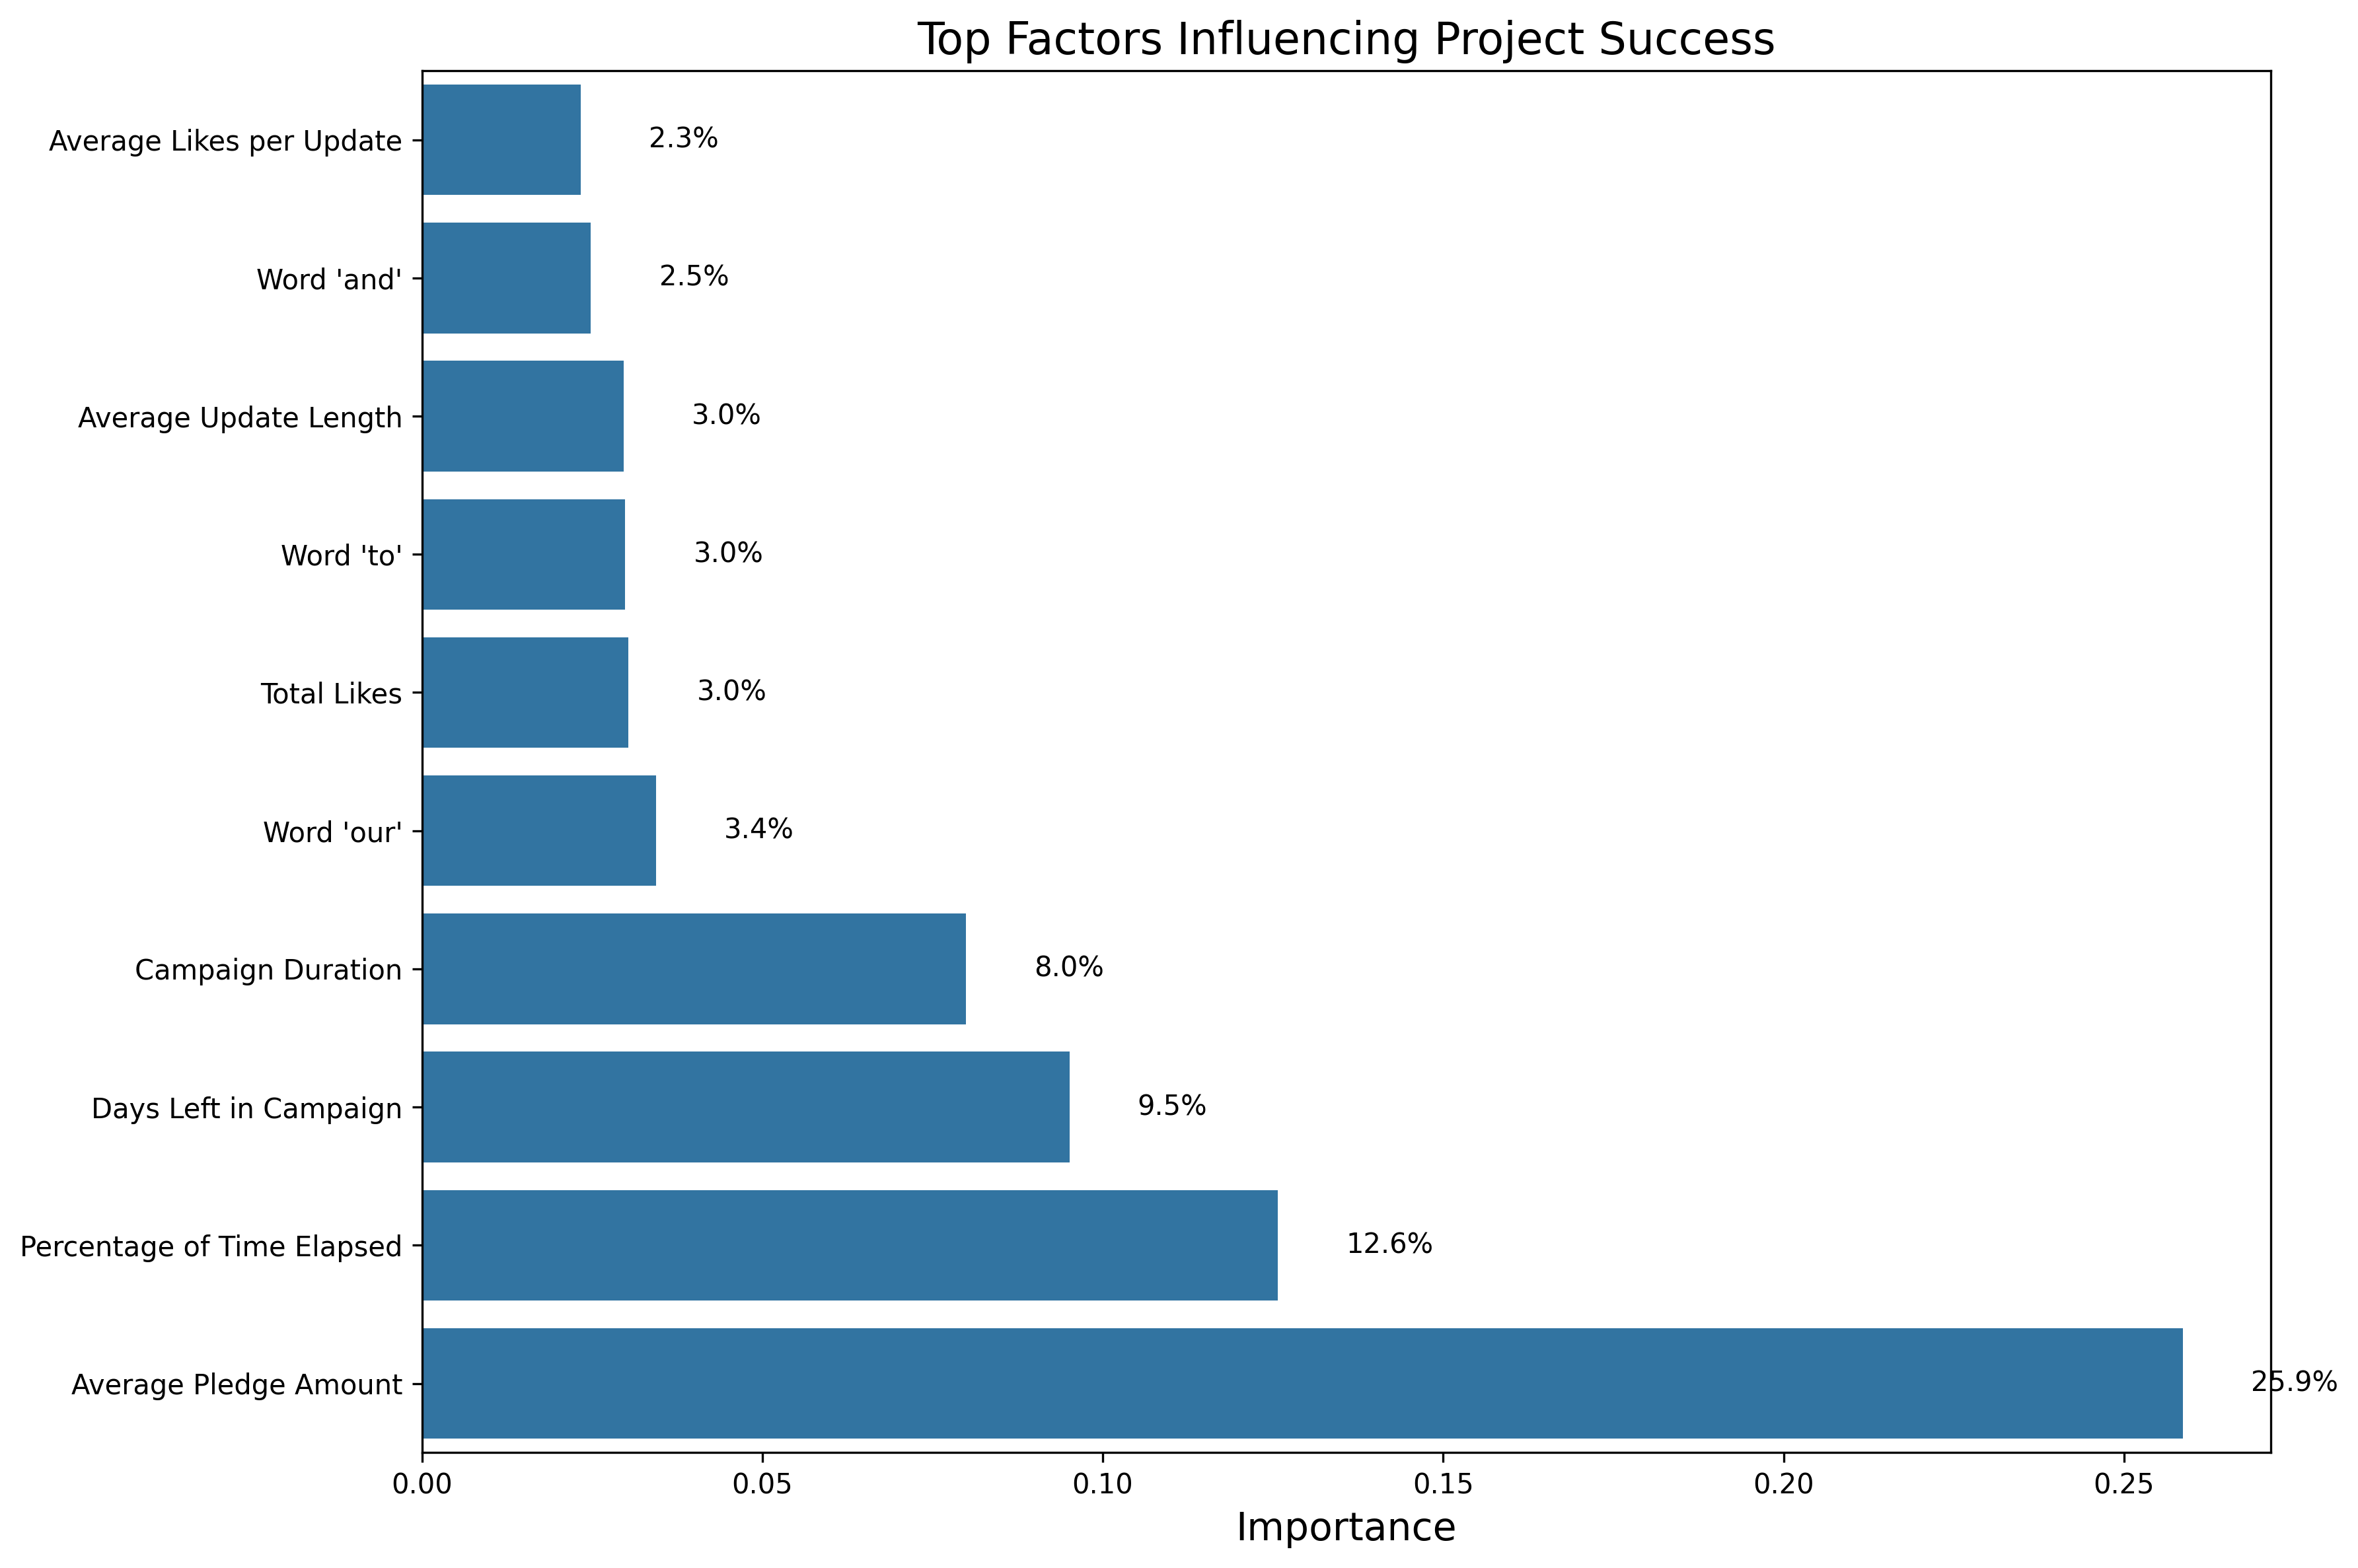 Top Factors Influencing Project Success
Average Likes per Update
2.3%
Word 'and'
2.5%
Average Update Length
3.0%
Word 'to'
3.0%
Total Likes
3.0%
Word 'our'
3.4%
Campaign Duration
8.0%
Days Left in Campaign
9.5%
Percentage of Time Elapsed
12.6%
Average Pledge Amount
25.9%
0.00 0.05 0.10 0.15 0.20 0.25
Importance